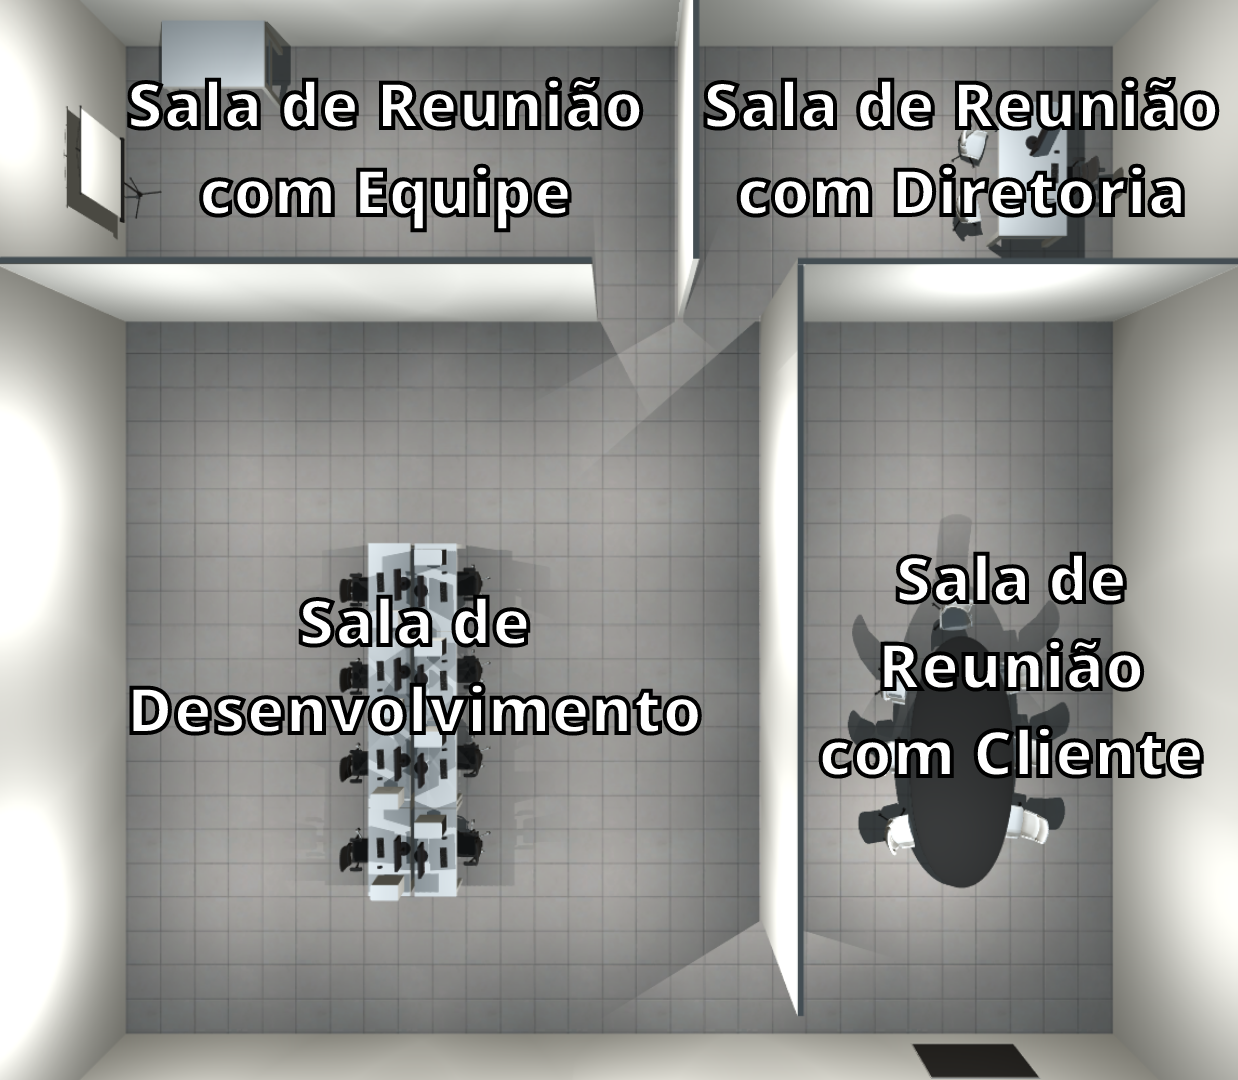 Sala de Reunião
com Equipe
Sala de Reunião
com Diretoria
Sala de
Desenvolvimento
Sala de
Reunião
com Cliente